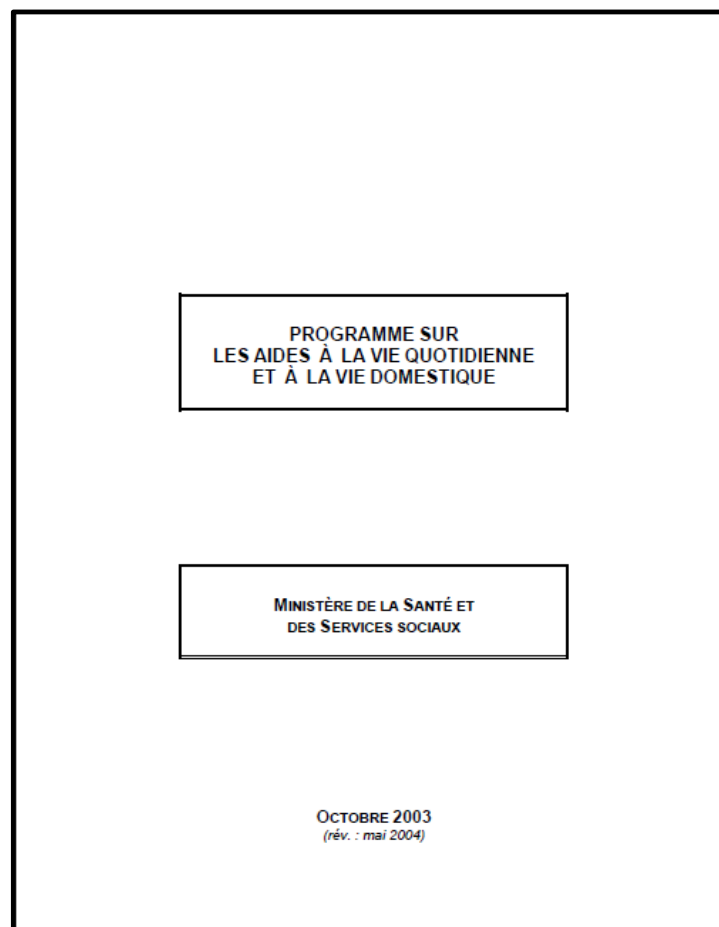 PROGRAMME SUR
LES AIDES À LA VIE QUOTIDIENNE
ET À LA VIE DOMESTIQUE
MINISTÈRE DE LA SANTÉ ET
DES SERVICES SOCIAUX
OCTOBRE 2003
(rév. : mai 2004)